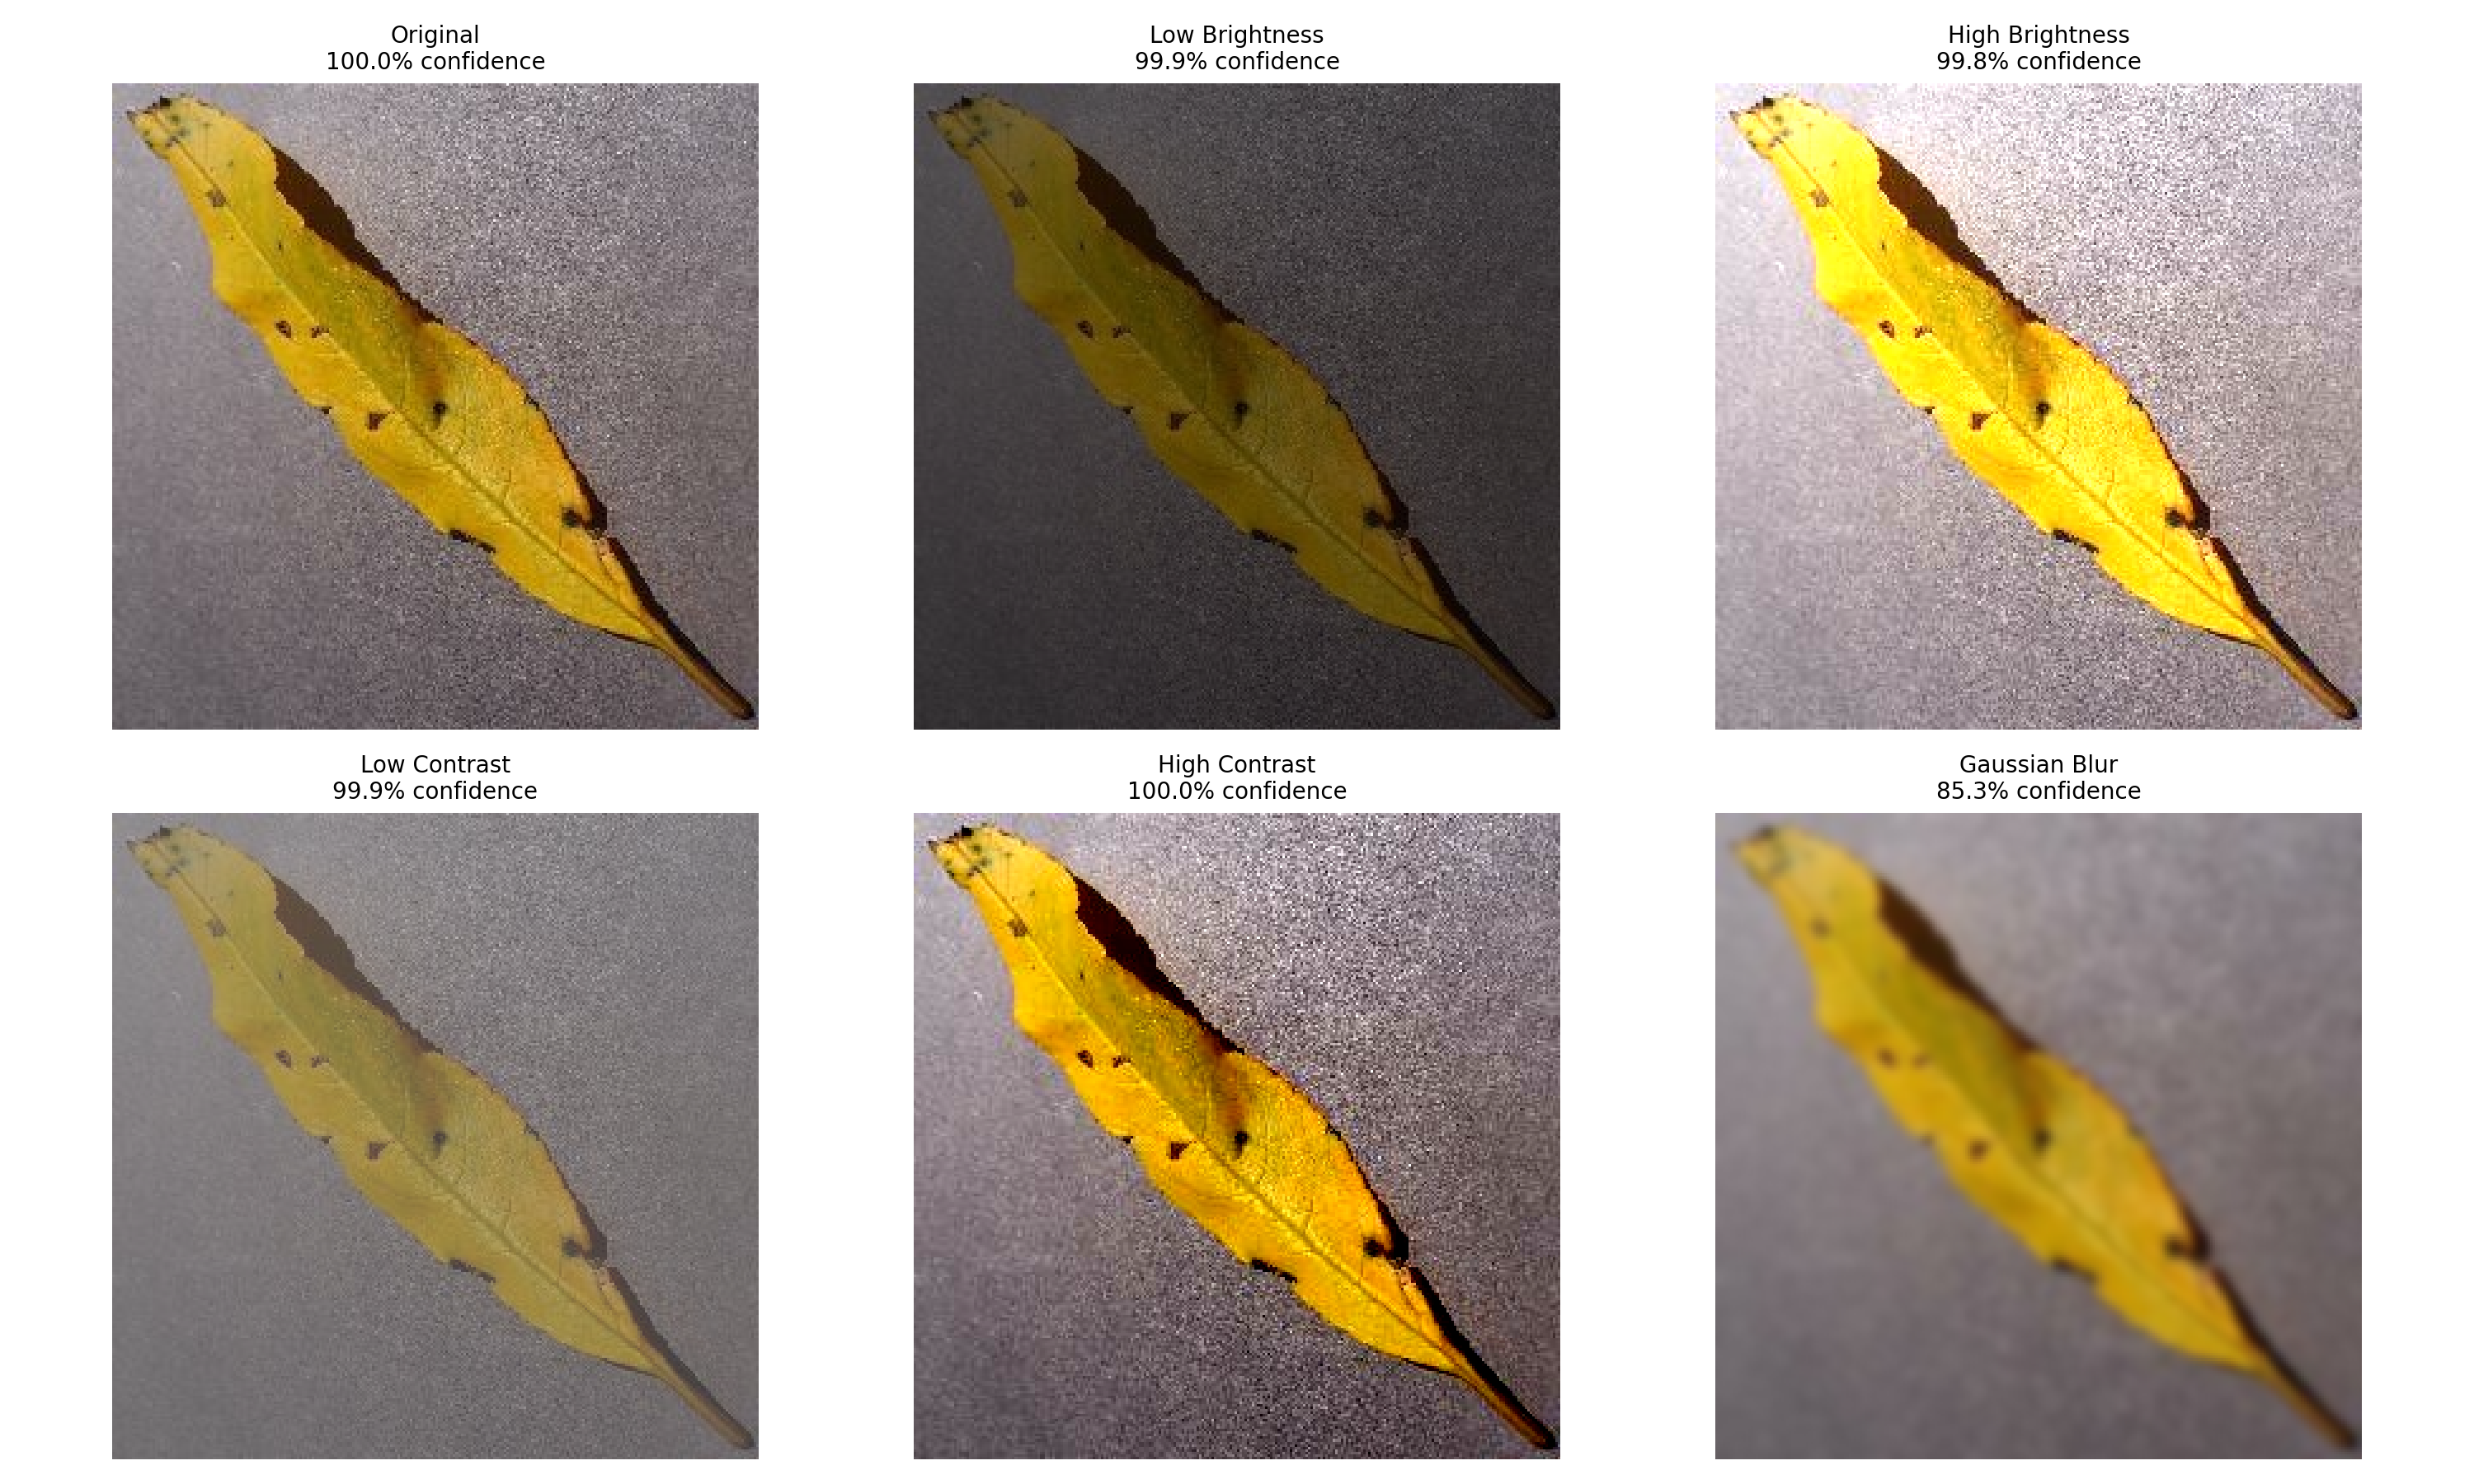 Original
100.0% confidence
Low Brightness
99.9% confidence
High Brightness
99.8% confidence
Low Contrast
99.9% confidence
High Contrast
100.0% confidence
Gaussian Blur
85.3% confidence